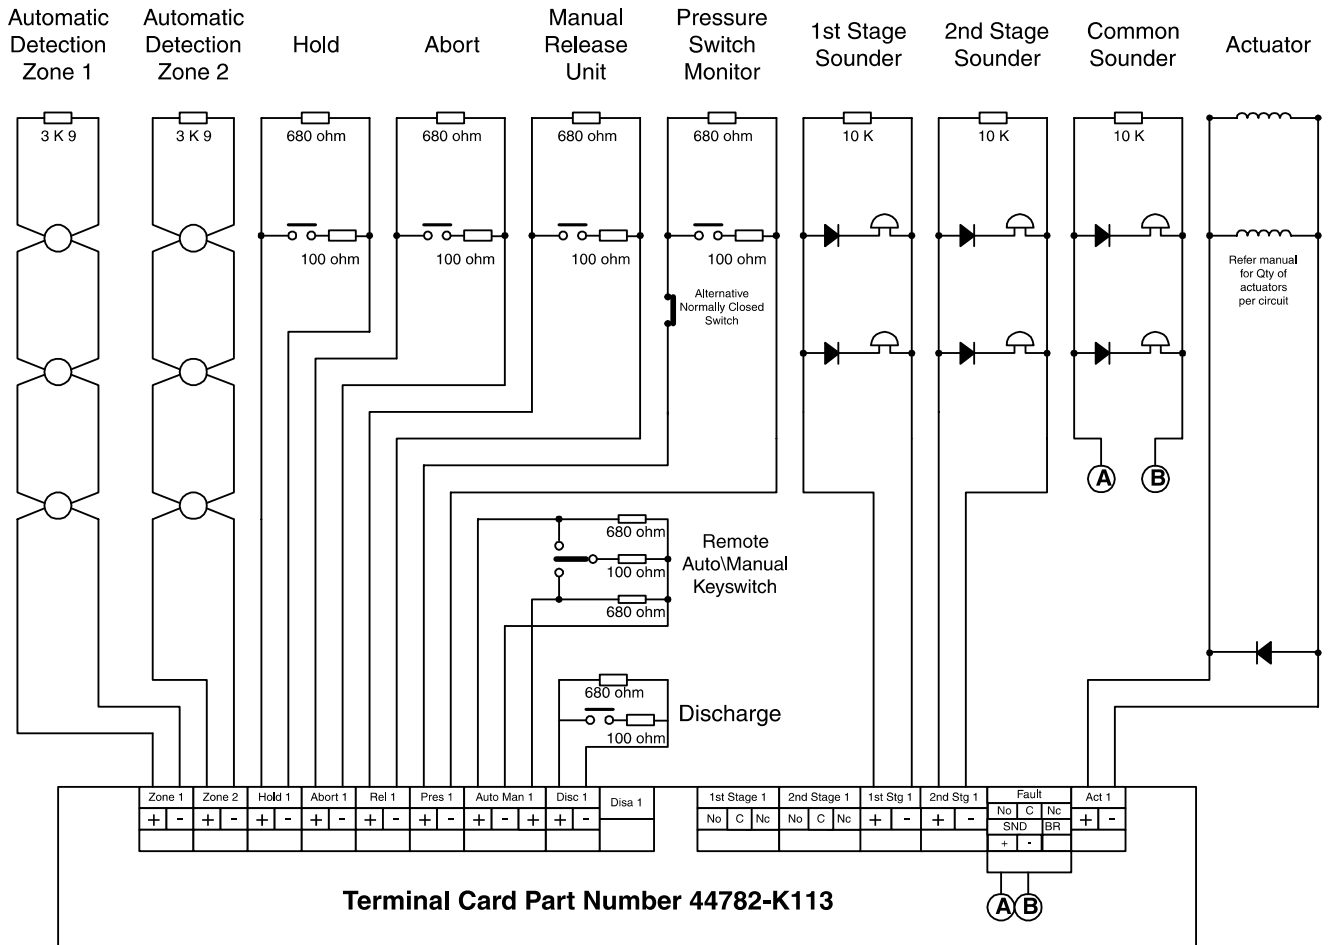 Automatic
Detection
Zone 1
Automatic
Detection
Zone 2
Hold
Abort
Manual
Release
Unit
Pressure
Switch
Monitor
1st Stage
Sounder
2nd Stage
Sounder
Common
Sounder
Actuator
3 K 9
3 K 9
680 ohm
680 ohm
680 ohm
680 ohm
10 K
10 K
10 K
100 ohm
100 ohm
100 ohm
100 ohm
Refer manual
for Qty of
actuators
per circuit
Alternative
Normally Closed
Switch
A
B
680 ohm
100 ohm
680 ohm
Remote
Auto\Manual
Keyswitch
680 ohm
100 ohm
Discharge
Zone 1
Zone 2
Hold 1
Abort 1
Rel 1
Pres 1
Auto Man 1
Disc 1
Disa 1
1st Stage 1
2nd Stage 1
1st Stg 1
2nd Stg 1
Fault
Act 1
+ - + - + - + - + - + - + - + - + -
No C Nc
No C Nc
+ -
+ -
No C Nc
+ -
SND BR
+ -
Terminal Card Part Number 44782-K113
A B